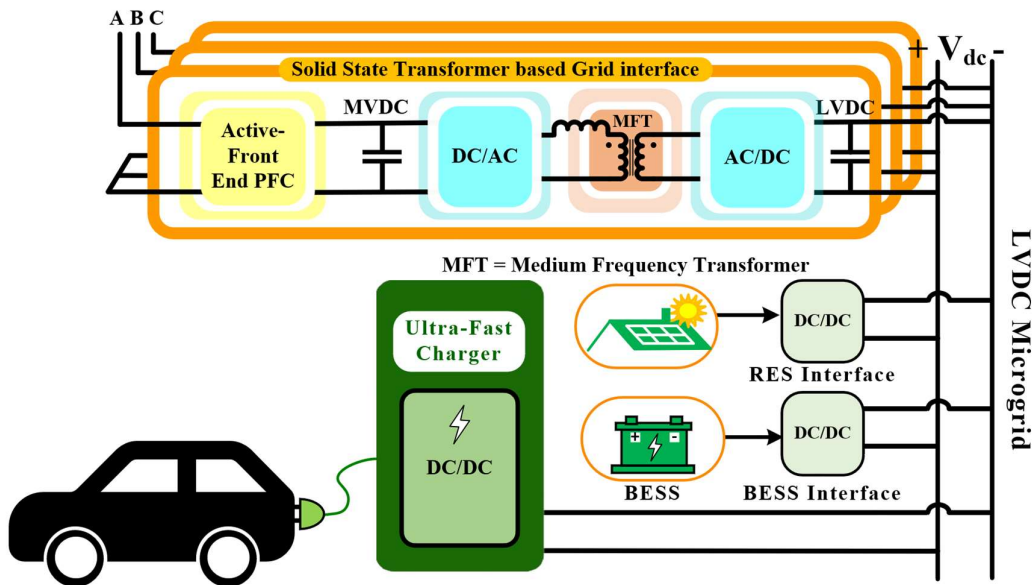 A B C
+ Vdc -
Solid State Transformer based Grid interface
MVDC
MFT
LVDC
Active-
Front
End PFC
DC/AC
AC/DC
MFT = Medium Frequency Transformer
LVDC Microgrid
Ultra-Fast
Charger
DC/DC
DC/DC
RES Interface
+ -
DC/DC
BESS
BESS Interface